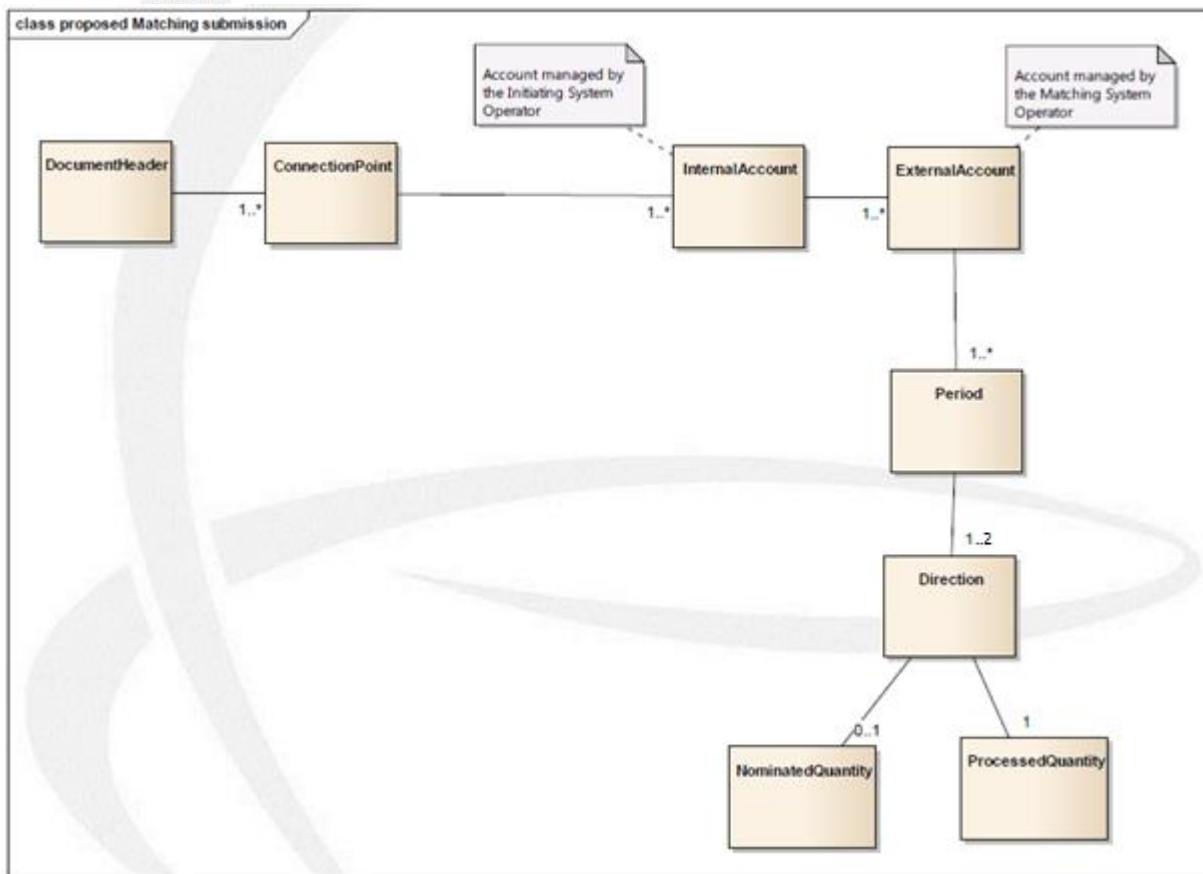 class proposed Matching submission
Account managed by
the Initiating System
Operator
Account managed by
the Matching System
Operator
DocumentHeader
ConnectionPoint
InternalAccount
ExternalAccount
1..*
1..*
1..*
1..*
Period
1..2
Direction
0..1
1
NominatedQuantity
ProcessedQuantity